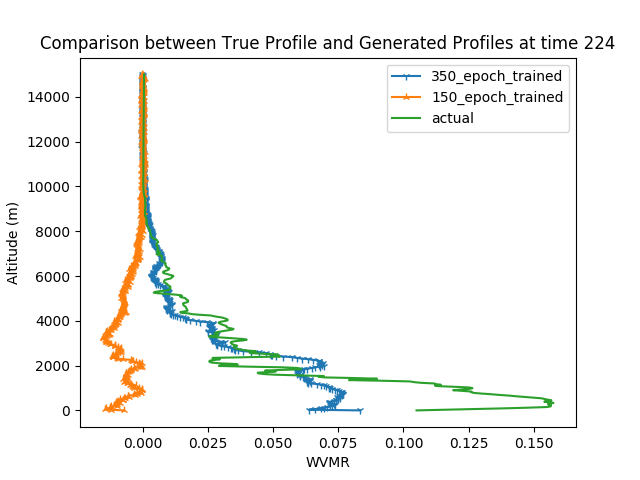 Comparison between True Profile and Generated Profiles at time 224
350_epoch_trained
150_epoch_trained
actual
Altitude (m)
14000
12000
10000
8000
6000
4000
2000
0
0.000 0.025 0.050 0.075 0.100 0.125 0.150
WVMR